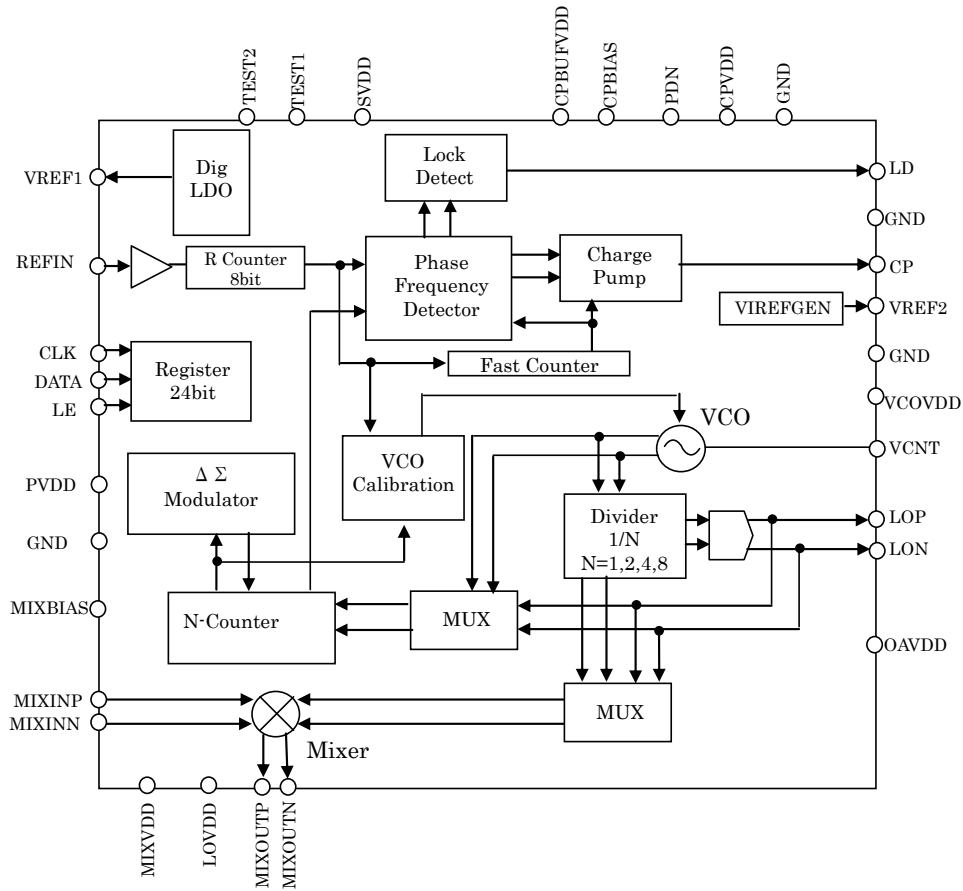 TEST2
TEST1
SVDD
CPBUFVDD
CPBIAS
PDN
CPVDD
GND
VREF1
Dig
LDO
Lock
Detect
LD
GND
REFIN
R Counter
8bit
Phase
Frequency
Detector
Charge
Pump
CP
VIREFGEN
VREF2
CLK
DATA
LE
Register
24bit
Fast Counter
GND
VCOVDD
VCO
VCNT
PVDD
Δ Σ
Modulator
VCO
Calibration
Divider
1/N
N=1,2,4,8
LOP
LON
GND
MIXBIAS
N-Counter
MUX
OAVDD
MIXINP
MIXINN
Mixer
MUX
MIXVDD
LOVDD
MIXOUTP
MIXOUTN